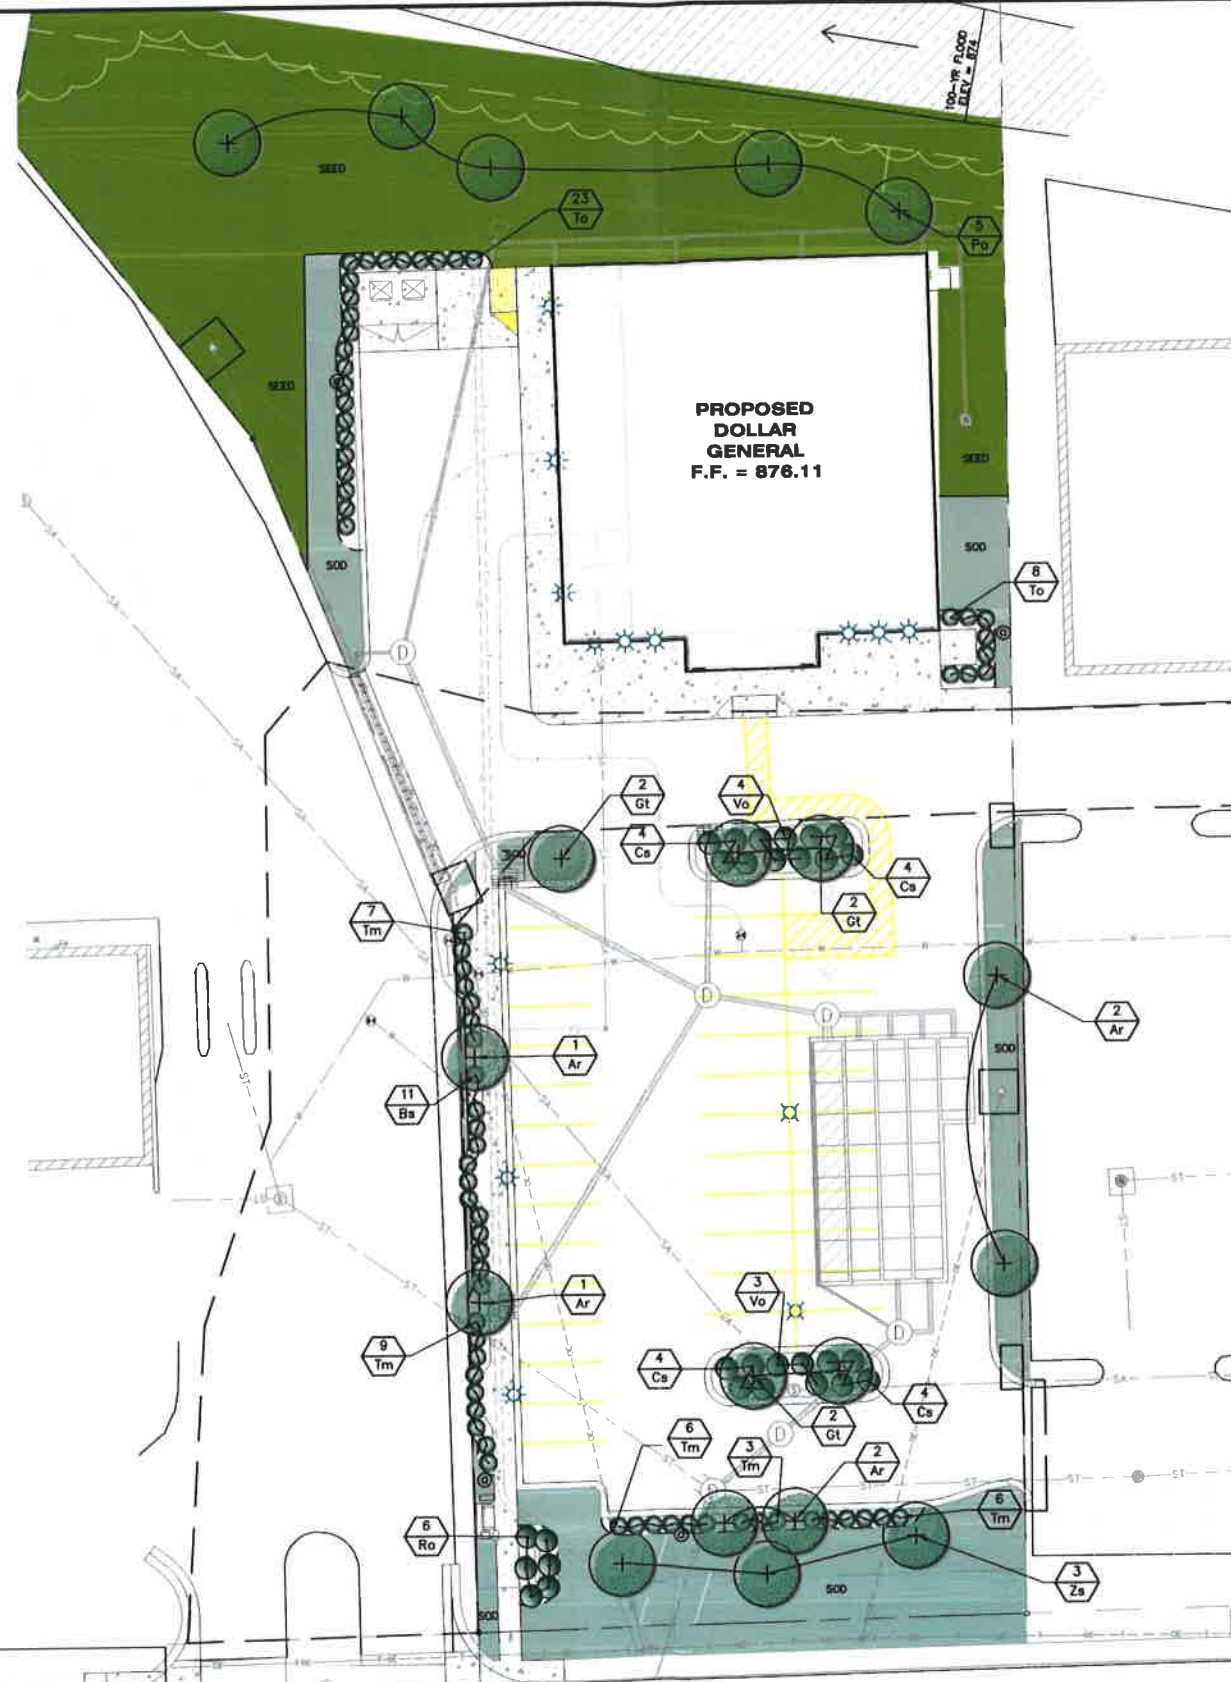 100-YR FLOOD
ELEV = 874
SEED
23
To
5
Po
SEED
PROPOSED
DOLLAR
GENERAL
F.F. = 876.11
SEED
SOD
SOD
8
To
D
2
Gt
4
Vo
4
Cs
SOD
4
Cs
2
Gt
7
Tm
D
D
2
Ar
1
Ar
SOD
11
Bs
3
Vo
1
Ar
D
9
Tm
4
Cs
4
Cs
2
Gt
D
6
Tm
3
Tm
2
Ar
D
6
Tm
6
Ro
3
Zs
SOD
SOD